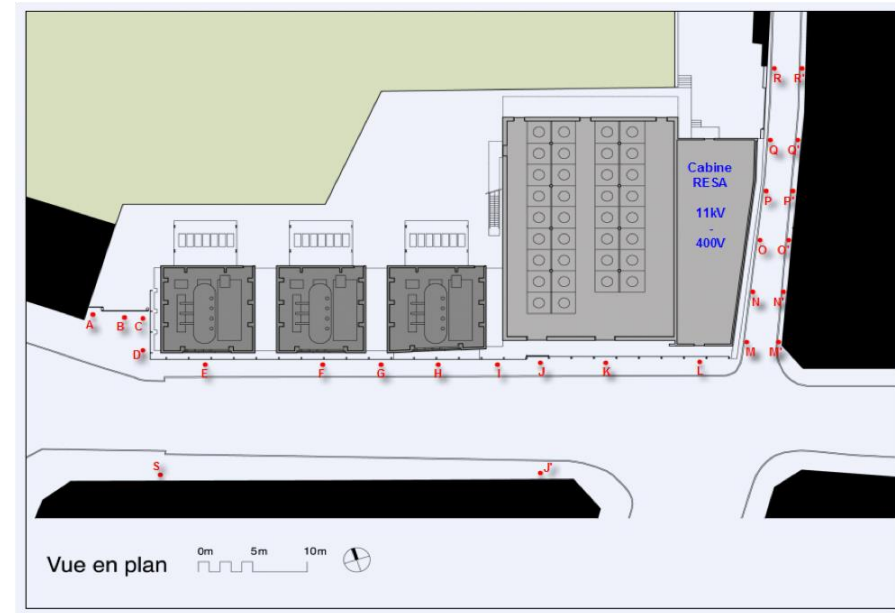 R R'
Q Q'
Cabine
RESA
11kV
-
400V
P P'
O O'
N N'
A B C
M M'
D
E F G H I J K L
S J'
Vue en plan
0m 5m 10m